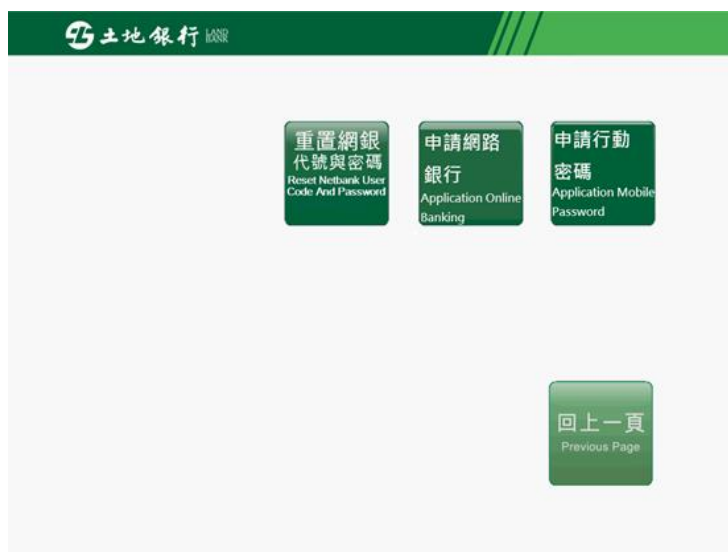 土地銀行 LAND BANK
重置網銀
代號與密碼
Reset Netbank User
Code And Password
申請網路
銀行
Application Online
Banking
申請行動
密碼
Application Mobile
Password
回上一頁
Previous Page